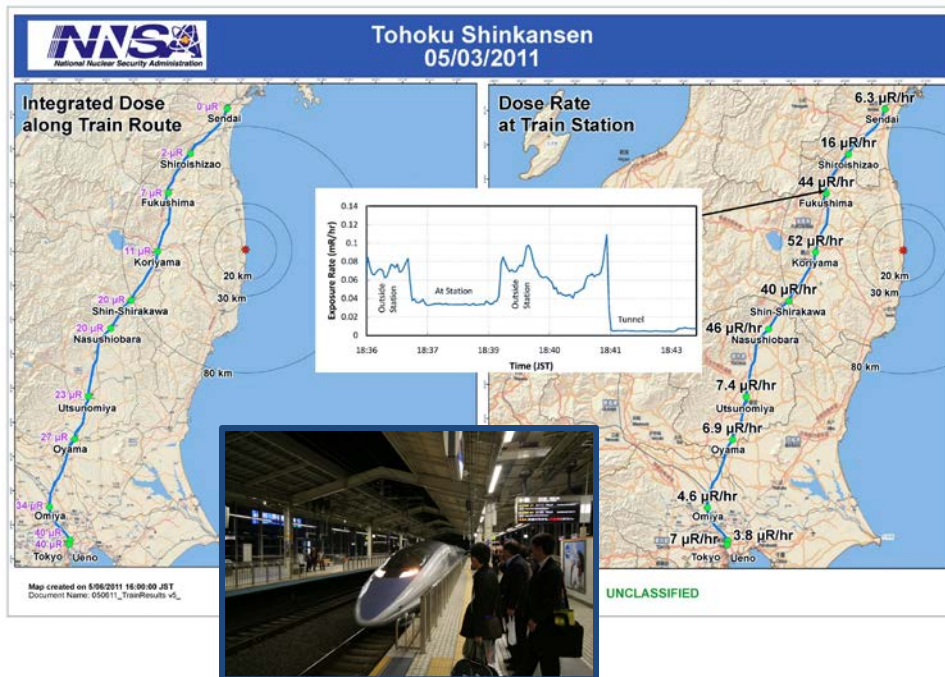 NNSA
National Nuclear Security Administration
Tohoku Shinkansen
05/03/2011
Integrated Dose
along Train Route
0 µR
Sendai
2 µR
Shiroishizao
7 µR
Fukushima
11 µR
Koriyama
20 µR
Shin-Shirakawa
20 µR
Nasushiobara
23 µR
Utsunomiya
27 µR
Oyama
34 µR
Omiya
40 µR
40 µR
Tokyo
Ueno
20 km
30 km
80 km
Exposure Rate (mR/hr)
0.14
0.12
0.1
0.08
0.06
0.04
0.02
0
Outside
Station
At Station
Outside
Station
Tunnel
18:36
18:37
18:39
18:40
18:41
18:43
Time (JST)
Dose Rate
at Train Station
6.3 µR/hr
Sendai
16 µR/hr
Shiroishizao
44 µR/hr
Fukushima
52 µR/hr
Koriyama
40 µR/hr
Shin-Shirakawa
46 µR/hr
Nasushiobara
7.4 µR/hr
Utsunomiya
6.9 µR/hr
Oyama
4.6 µR/hr
Omiya
7 µR/hr
3.8 µR/hr
Tokyo
Ueno
20 km
30 km
80 km
Map created on 5/06/2011 16:00:00 JST
Document Name: 050611_TrainResults v5_
UNCLASSIFIED